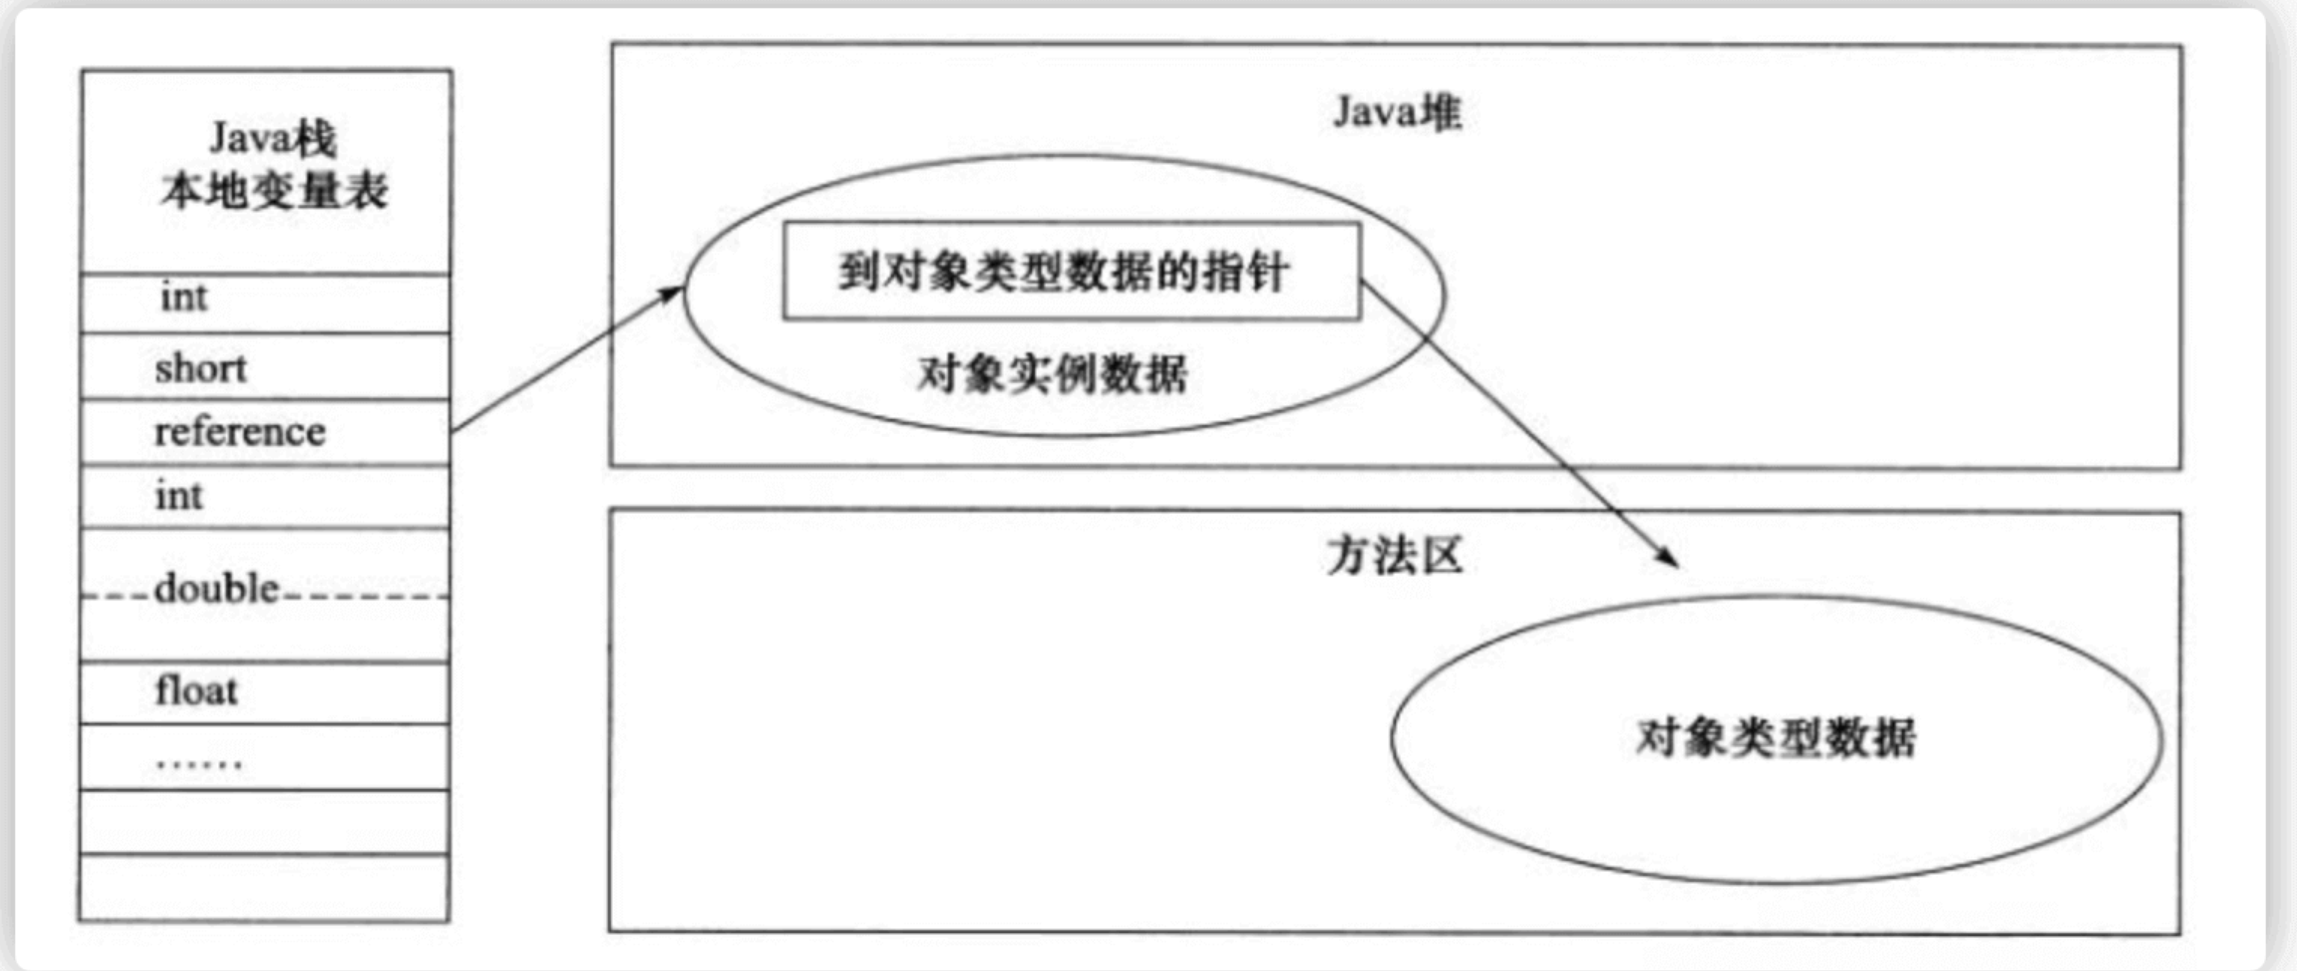 Java栈
本地变量表
int
short
reference
int
double
float
……
Java堆
到对象类型数据的指针
对象实例数据
方法区
对象类型数据